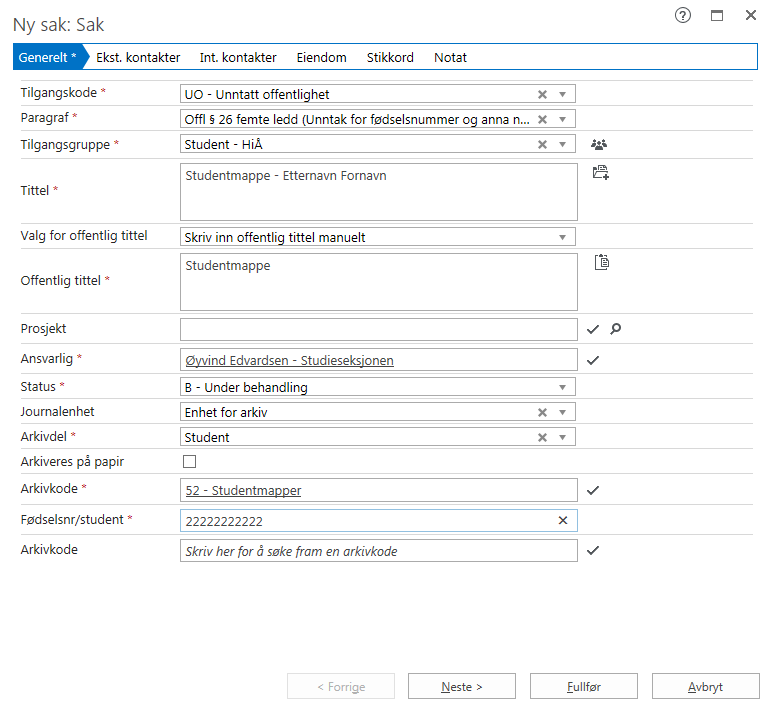 Ny sak: Sak
Generelt * Ekst. kontakter Int. kontakter Eiendom Stikkord Notat
Tilgangskode * UO - Unntatt offentlighet
Paragraf * Offl § 26 femte ledd (Unntak for fødselsnummer og anna n...
Tilgangsgruppe * Student - HiÅ
Tittel * Studentmappe - Etternavn Fornavn
Valg for offentlig tittel Skriv inn offentlig tittel manuelt
Offentlig tittel * Studentmappe
Prosjekt
Ansvarlig * Øyvind Edvardsen - Studieseksjonen
Status * B - Under behandling
Journalenhet Enhet for arkiv
Arkivdel * Student
Arkiveres på papir
Arkivkode * 52 - Studentmapper
Fødselsnr/student * 22222222222
Arkivkode Skriv her for å søke fram en arkivkode
< Forrige Neste > Fullfør Avbryt